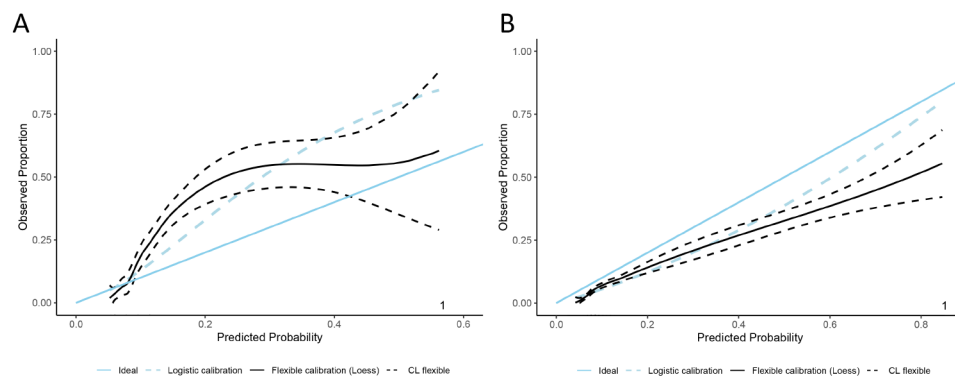 A
1.00
0.75
0.50
0.25
0.00
Observed Proportion
0.0 0.2 0.4 0.6
1
Predicted Probability
Ideal Logistic calibration Flexible calibration (Loess) CL flexible
B
1.00
0.75
0.50
0.25
0.00
Observed Proportion
0.0 0.2 0.4 0.6 0.8
1
Predicted Probability
Ideal Logistic calibration Flexible calibration (Loess) CL flexible